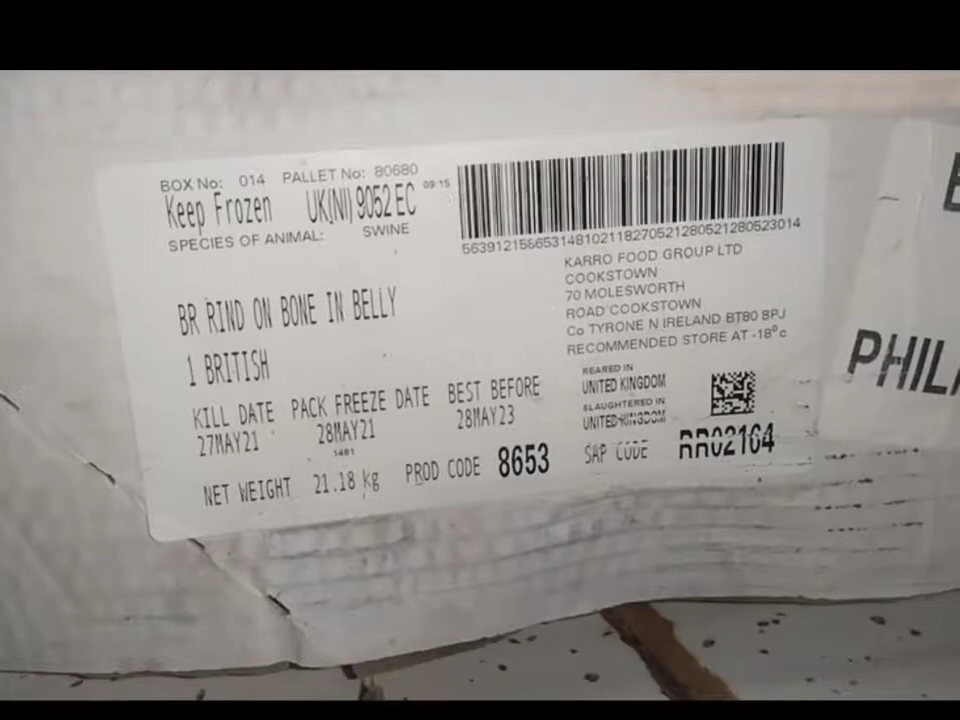 BOX No: 014 PALLET No: 80680
Keep Frozen UK(NI) 9052 EC 09:15
SPECIES OF ANIMAL: SWINE
BR RIND ON BONE IN BELLY
1 BRITISH
KILL DATE PACK FREEZE DATE BEST BEFORE
27MAY21 28MAY21 28MAY23
1481
NET WEIGHT 21.18 kg PROD CODE 8653
KARRO FOOD GROUP LTD
COOKSTOWN
70 MOLESWORTH
ROAD COOKSTOWN
Co TYRONE N IRELAND BT80 8PJ
RECOMMENDED STORE AT -18°c
REARED IN
UNITED KINGDOM
SLAUGHTERED IN
UNITED KINGDOM
SAP CODE RR02164
PHIL